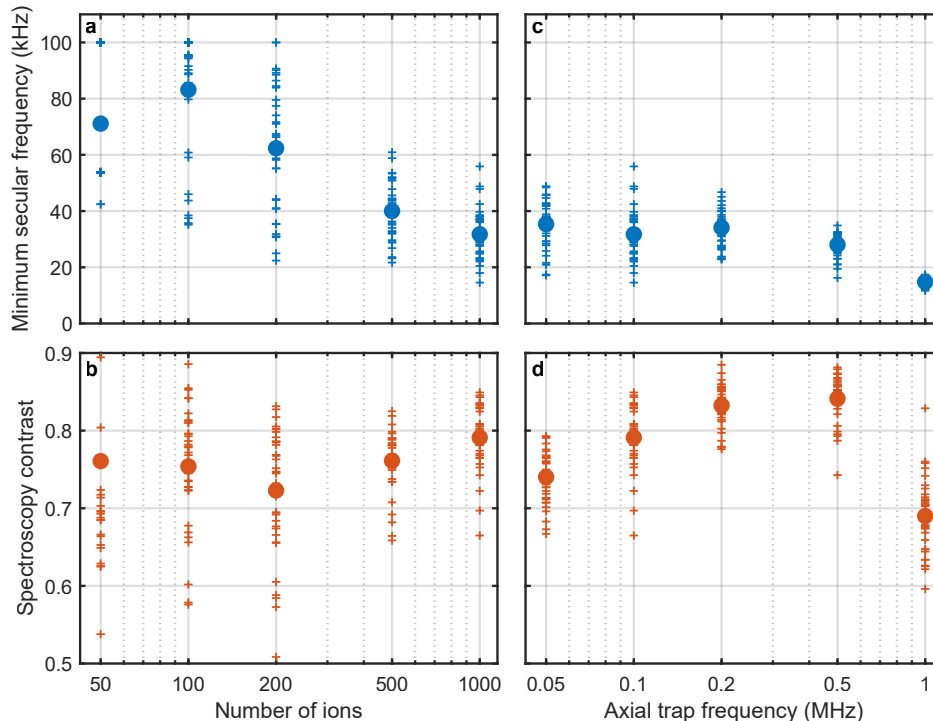 a
c
Minimum secular frequency (kHz)
100
80
60
40
20
0
b
d
Spectroscopy contrast
0.9
0.8
0.7
0.6
0.5
50 100 200 500 1000
0.05 0.1 0.2 0.5 1
Number of ions
Axial trap frequency (MHz)